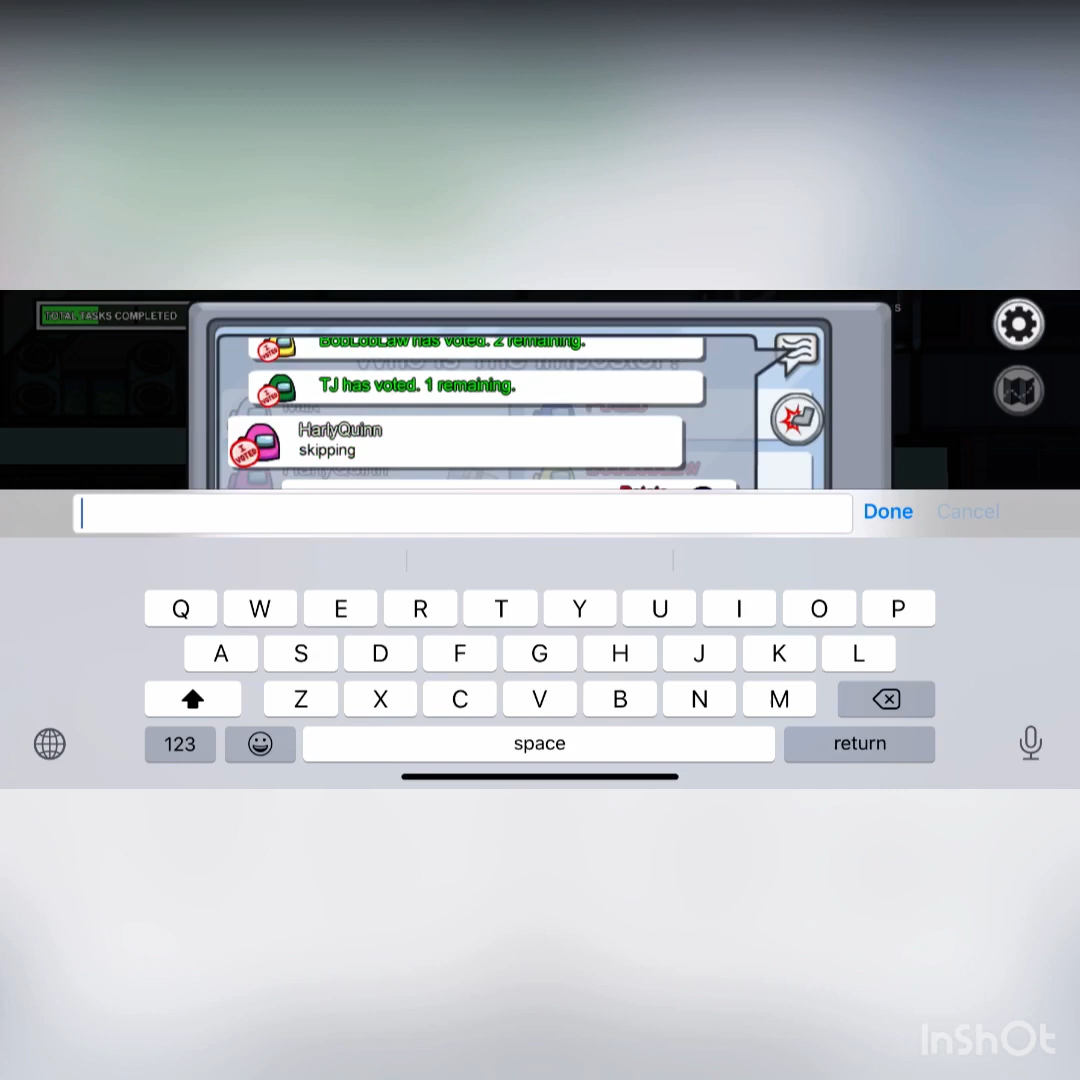 TOTAL TASKS COMPLETED
BobLobLaw has voted. 2 remaining.
TJ has voted. 1 remaining.
I VOTED
HarlyQuinn
skipping
Done
Cancel
Q W E R T Y U I O P
A S D F G H J K L
Z X C V B N M
123
space
return
InShOt